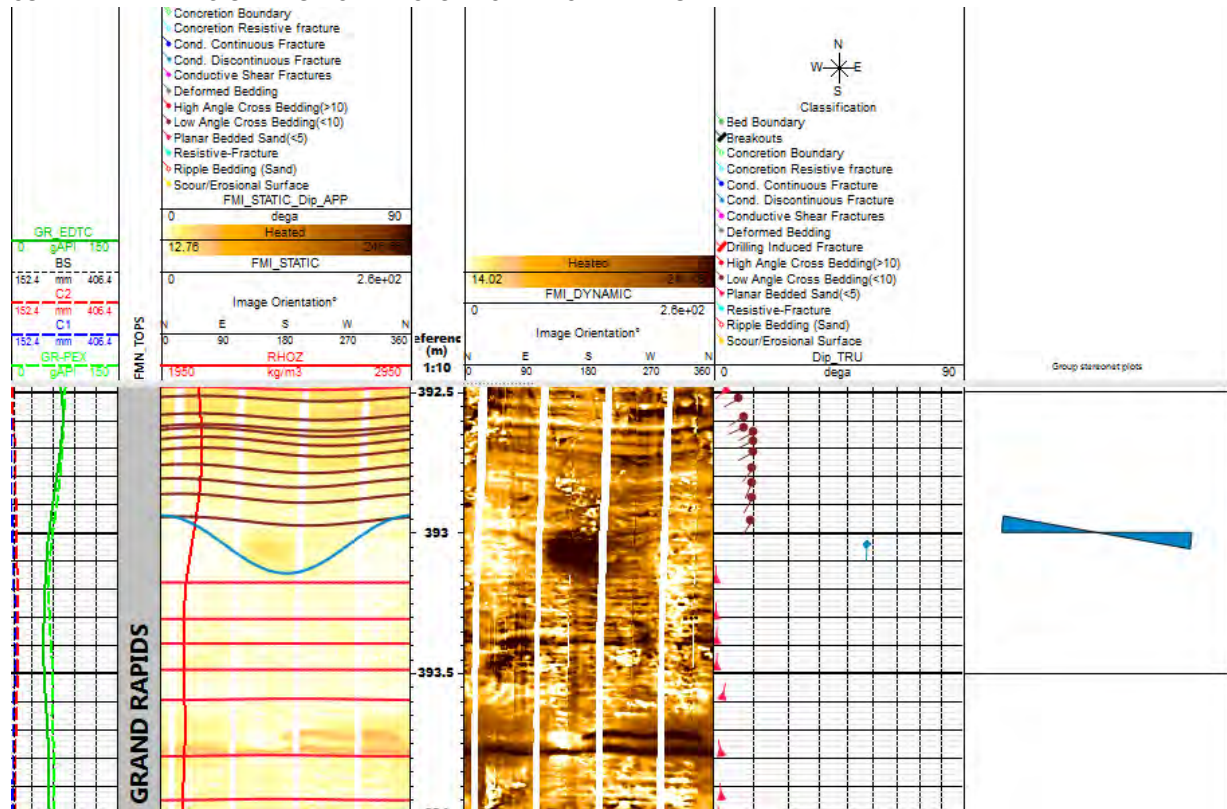 Concretion Boundary
Concretion Resistive fracture
Cond. Continuous Fracture
Cond. Discontinuous Fracture
Conductive Shear Fractures
Deformed Bedding
High Angle Cross Bedding(>10)
Low Angle Cross Bedding(<10)
Planar Bedded Sand(<5)
Resistive-Fracture
Ripple Bedding (Sand)
Scour/Erosional Surface
FMI_STATIC_Dip_APP
0 dega 90
Heated
12.76
FMI_STATIC
0 2.6e+02
Image Orientation°
N E S W N
0 90 180 270 360
RHOZ
1950 kg/m3 2950
GR_EDTC
0 gAPI 150
BS
152.4 mm 406.4
C2
152.4 mm 406.4
C1
152.4 mm 406.4
GR-PEX
0 gAPI 150
FMN_TOPS
eferenc
(m)
1:10
Heated
14.02
FMI_DYNAMIC
0 2.6e+02
Image Orientation°
N E S W N
0 90 180 270 360
N
W E
S
Classification
Bed Boundary
Breakouts
Concretion Boundary
Concretion Resistive fracture
Cond. Continuous Fracture
Cond. Discontinuous Fracture
Conductive Shear Fractures
Deformed Bedding
Drilling Induced Fracture
High Angle Cross Bedding(>10)
Low Angle Cross Bedding(<10)
Planar Bedded Sand(<5)
Resistive-Fracture
Ripple Bedding (Sand)
Scour/Erosional Surface
Dip_TRU
0 dega 90
Group stereonet plots
392.5
393
393.5
GRAND RAPIDS